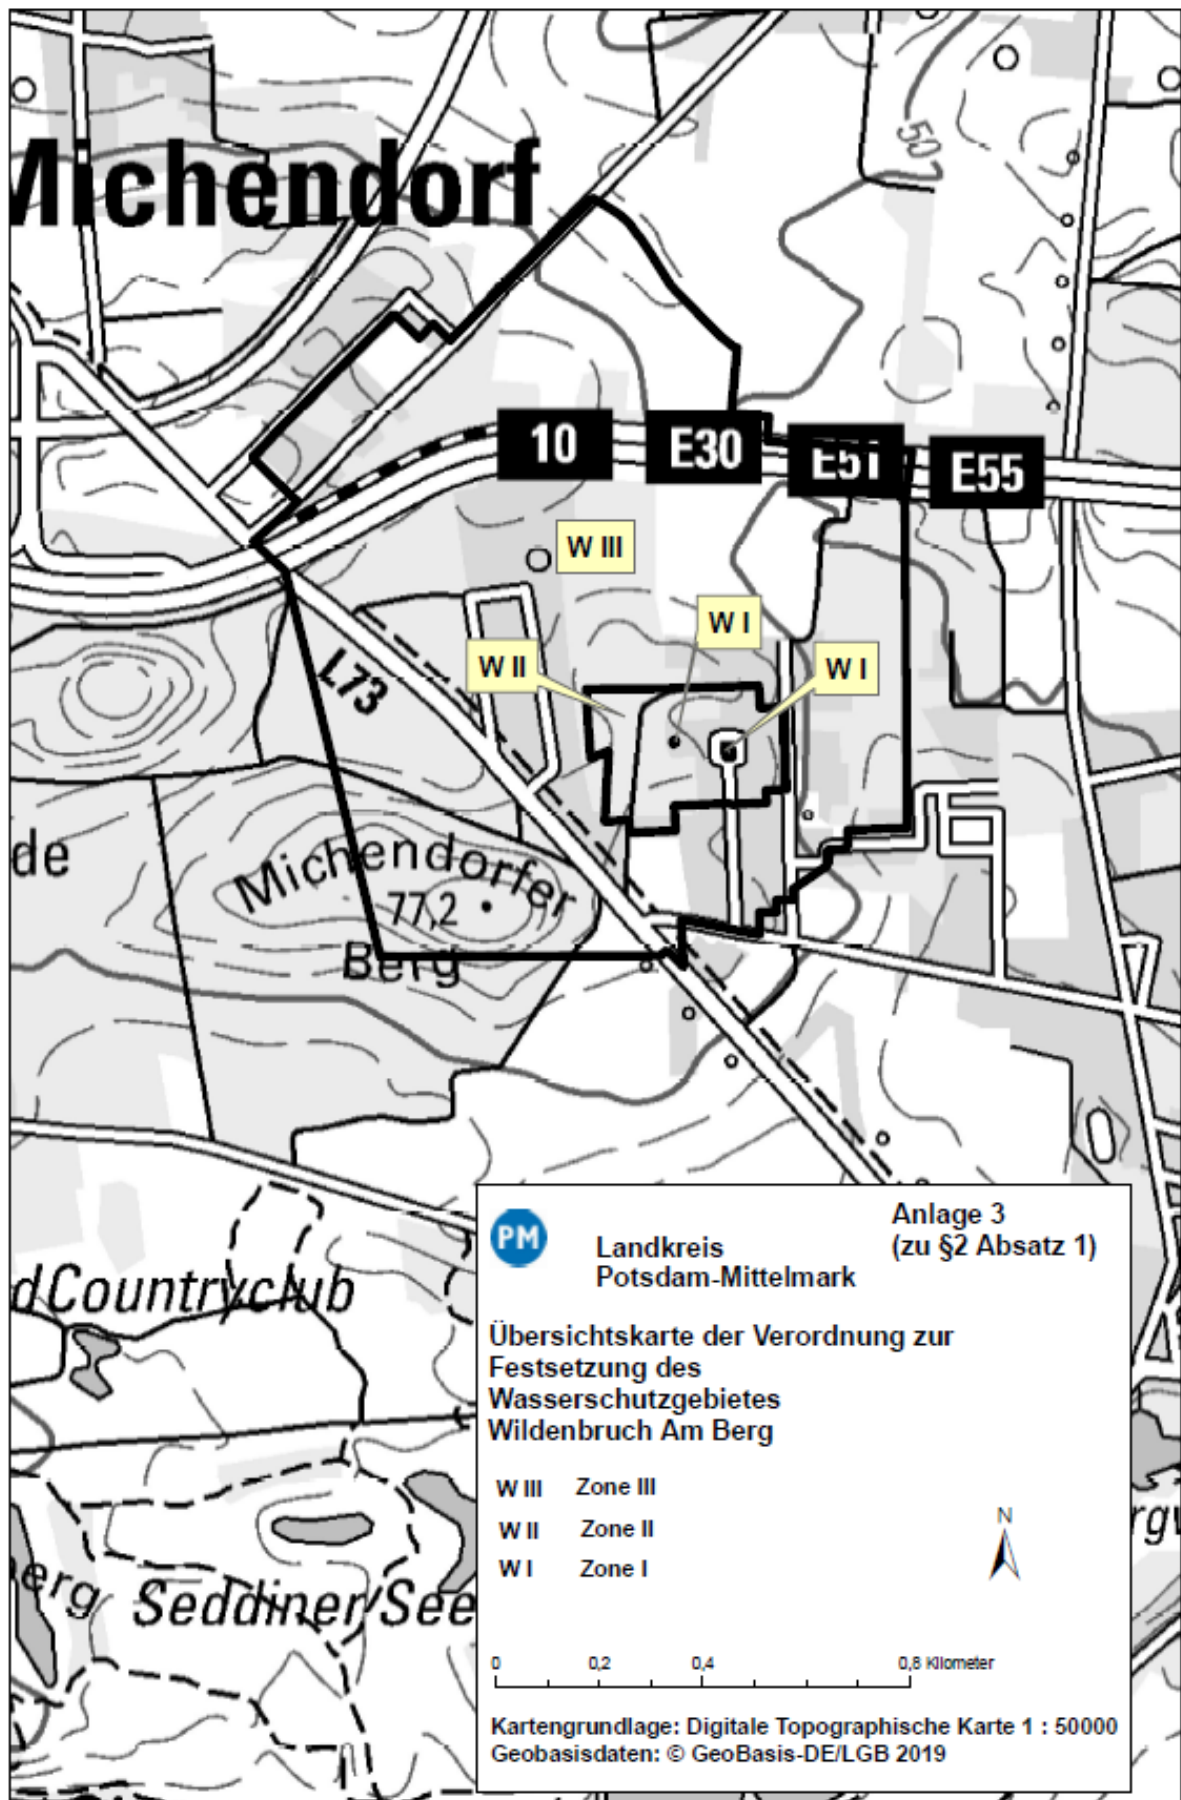 Michendorf
50
10
E30
E51
E55
W III
W I
W II
W I
L73
de
Michendorfer
77,2
Berg
d Countryclub
erg
Seddiner See
PM
Landkreis
Potsdam-Mittelmark
Anlage 3
(zu §2 Absatz 1)
Übersichtskarte der Verordnung zur
Festsetzung des
Wasserschutzgebietes
Wildenbruch Am Berg
W III Zone III
W II Zone II
W I Zone I
N
0 0,2 0,4 0,8 Kilometer
Kartengrundlage: Digitale Topographische Karte 1 : 50000
Geobasisdaten: © GeoBasis-DE/LGB 2019